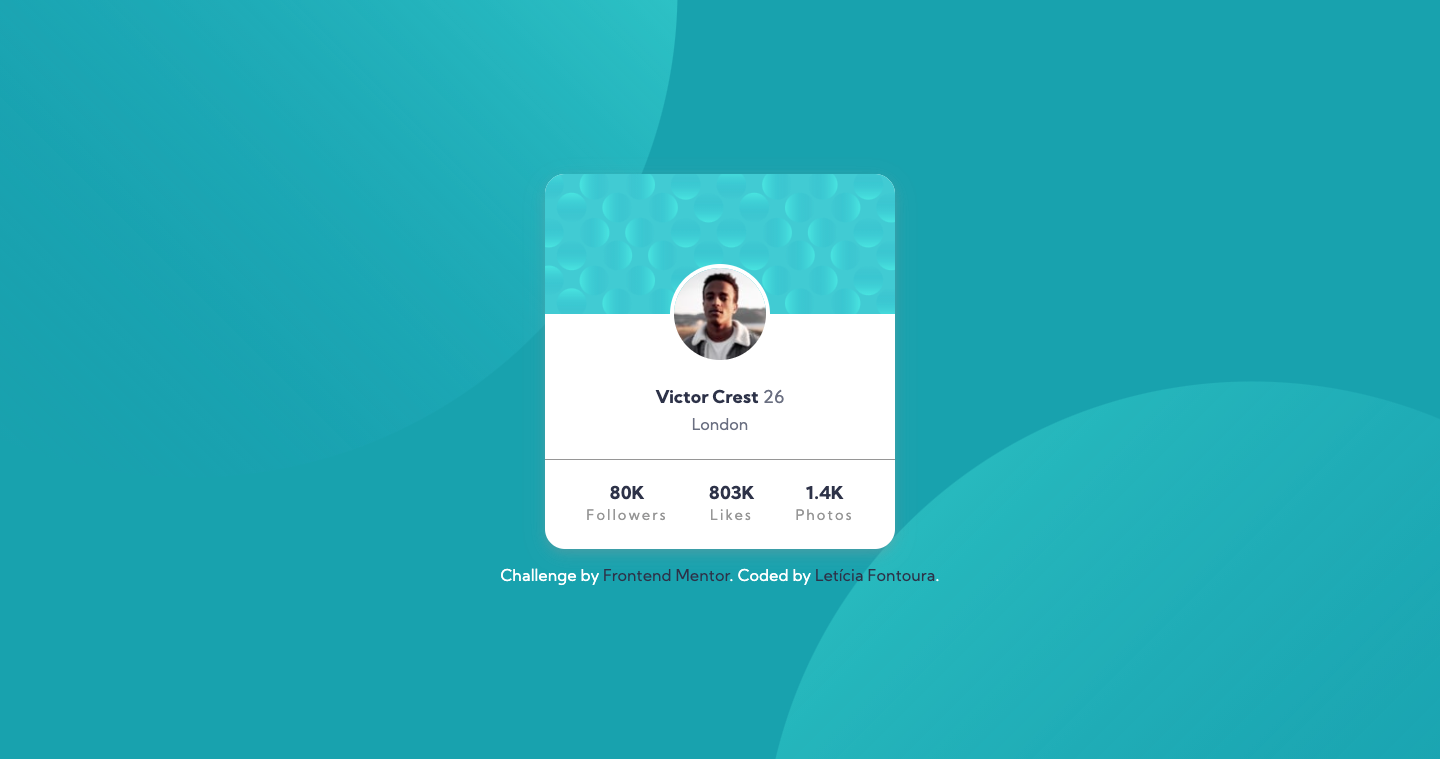 Victor Crest 26
London
80K 803K 1.4K
Followers Likes Photos
Challenge by Frontend Mentor. Coded by Letícia Fontoura.